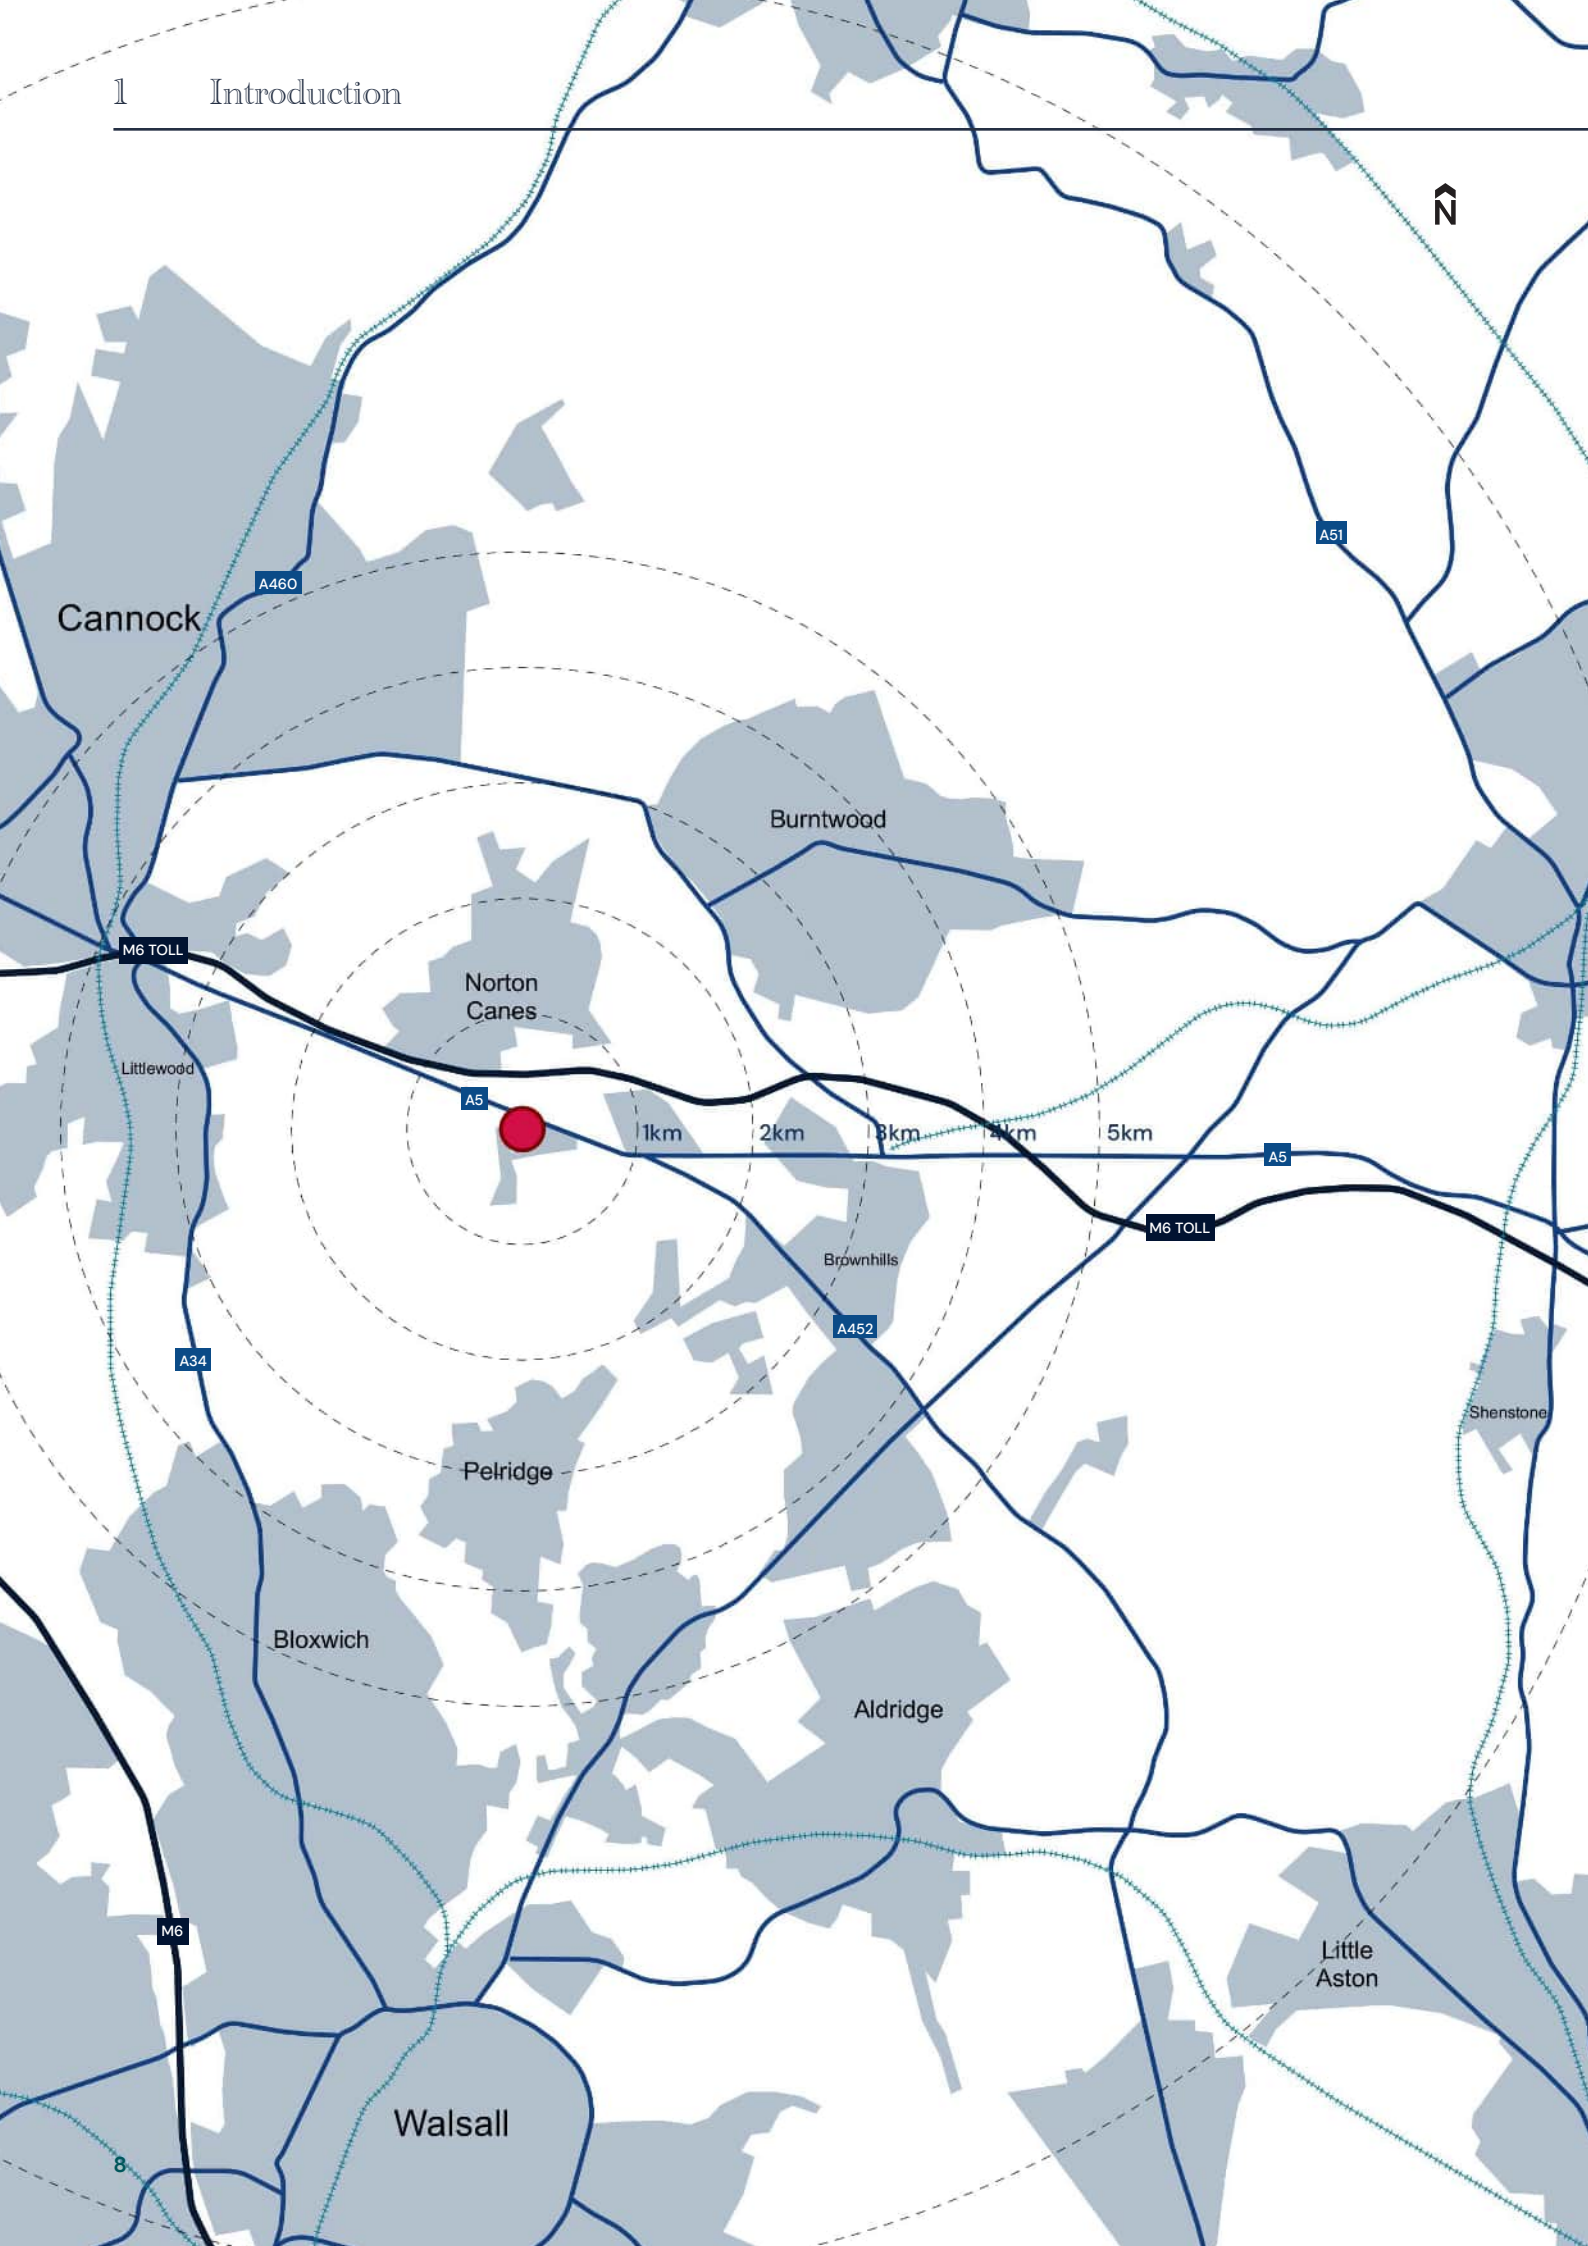 1 Introduction
N
A51
A460
Cannock
Burntwood
M6 TOLL
Norton
Canes
Littlewood
A5
1km
2km
3km
4km
5km
A5
M6 TOLL
Brownhills
A452
A34
Shenstone
Pelridge
Bloxwich
Aldridge
M6
Little
Aston
Walsall
8